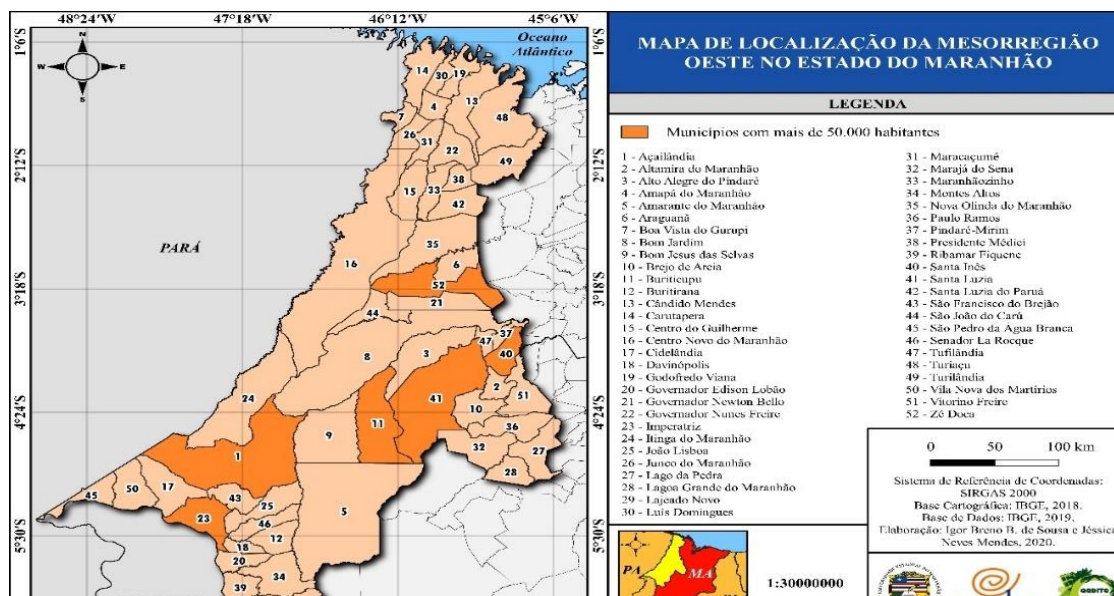 48°24'W 47°18'W 46°12'W 45°6'W
1°6'S
2°12'S
3°18'S
4°24'S
5°30'S
1°6'S
2°12'S
3°18'S
4°24'S
5°30'S
N
W E
S
Oceano
Atlântico
PARÁ
14 30 19
13
7 4 48
26 31 22
49
38
15 33
42
35
16 6
52
21
44
37
47
8 3 40
2
24 41 10 51
9 11 36
1 32 27
28
45 50 17
43 25
23 5
46
12
18
20
34
39
MAPA DE LOCALIZAÇÃO DA MESORREGIÃO
OESTE NO ESTADO DO MARANHÃO
LEGENDA
Municípios com mais de 50.000 habitantes
1 - Açailândia
2 - Altamira do Maranhão
3 - Alto Alegre do Pindaré
4 - Amapá do Maranhão
5 - Amarante do Maranhão
6 - Araguanã
7 - Boa Vista do Gurupi
8 - Bom Jardim
9 - Bom Jesus das Selvas
10 - Brejo de Areia
11 - Buriticupu
12 - Buritirana
13 - Cândido Mendes
14 - Carutapera
15 - Centro do Guilherme
16 - Centro Novo do Maranhão
17 - Cidelândia
18 - Davinópolis
19 - Godofredo Viana
20 - Governador Edison Lobão
21 - Governador Newton Bello
22 - Governador Nunes Freire
23 - Imperatriz
24 - Itinga do Maranhão
25 - João Lisboa
26 - Junco do Maranhão
27 - Lago da Pedra
28 - Lagoa Grande do Maranhão
29 - Lajeado Novo
30 - Luís Domingues
31 - Maracaçumé
32 - Marajá do Sena
33 - Maranhãozinho
34 - Montes Altos
35 - Nova Olinda do Maranhão
36 - Paulo Ramos
37 - Pindaré-Mirim
38 - Presidente Médici
39 - Ribamar Fiquene
40 - Santa Inês
41 - Santa Luzia
42 - Santa Luzia do Paruá
43 - São Francisco do Brejão
44 - São João do Carú
45 - São Pedro da Água Branca
46 - Senador La Rocque
47 - Tufilândia
48 - Turiaçu
49 - Turilândia
50 - Vila Nova dos Martírios
51 - Vitorino Freire
52 - Zé Doca
0 50 100 km
Sistema de Referência de Coordenadas:
SIRGAS 2000
Base Cartográfica: IBGE, 2018.
Base de Dados: IBGE, 2019.
Elaboração: Igor Breno B. de Sousa e Jéssica
Neves Mendes, 2020.
PA MA
1:30000000